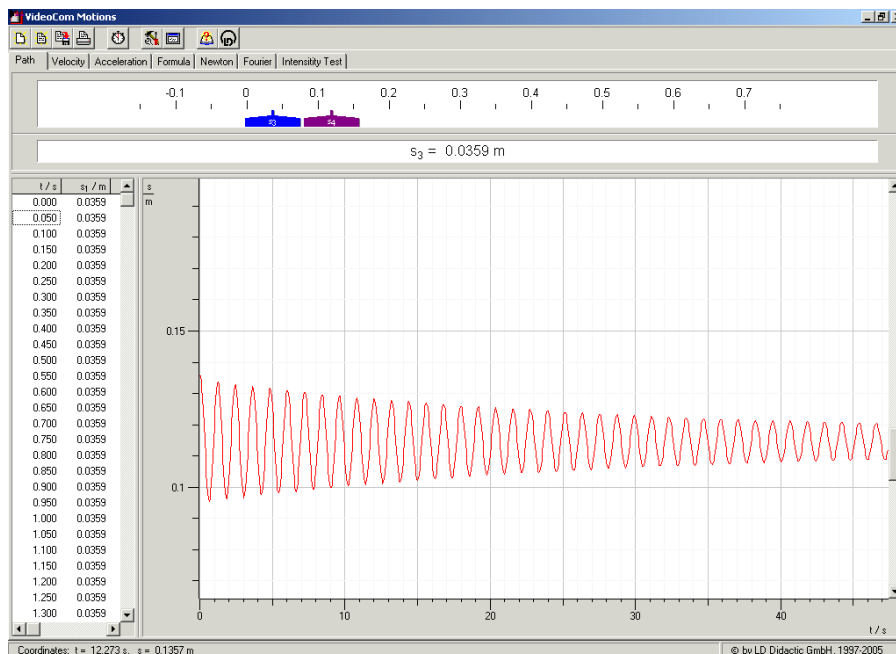 VideoCom Motions
Path Velocity Acceleration Formula Newton Fourier Intensitity Test
-0.1 0 0.1 0.2 0.3 0.4 0.5 0.6 0.7
s3 s4
s₃ = 0.0359 m
t / s s₁ / m
0.000 0.0359
0.050 0.0359
0.100 0.0359
0.150 0.0359
0.200 0.0359
0.250 0.0359
0.300 0.0359
0.350 0.0359
0.400 0.0359
0.450 0.0359
0.500 0.0359
0.550 0.0359
0.600 0.0359
0.650 0.0359
0.700 0.0359
0.750 0.0359
0.800 0.0359
0.850 0.0359
0.900 0.0359
0.950 0.0359
1.000 0.0359
1.050 0.0359
1.100 0.0359
1.150 0.0359
1.200 0.0359
1.250 0.0359
1.300 0.0359
s
m
0.15
0.1
0 10 20 30 40
t / s
Coordinates: t = 12.273 s, s = 0.1357 m
© by LD Didactic GmbH, 1997-2005